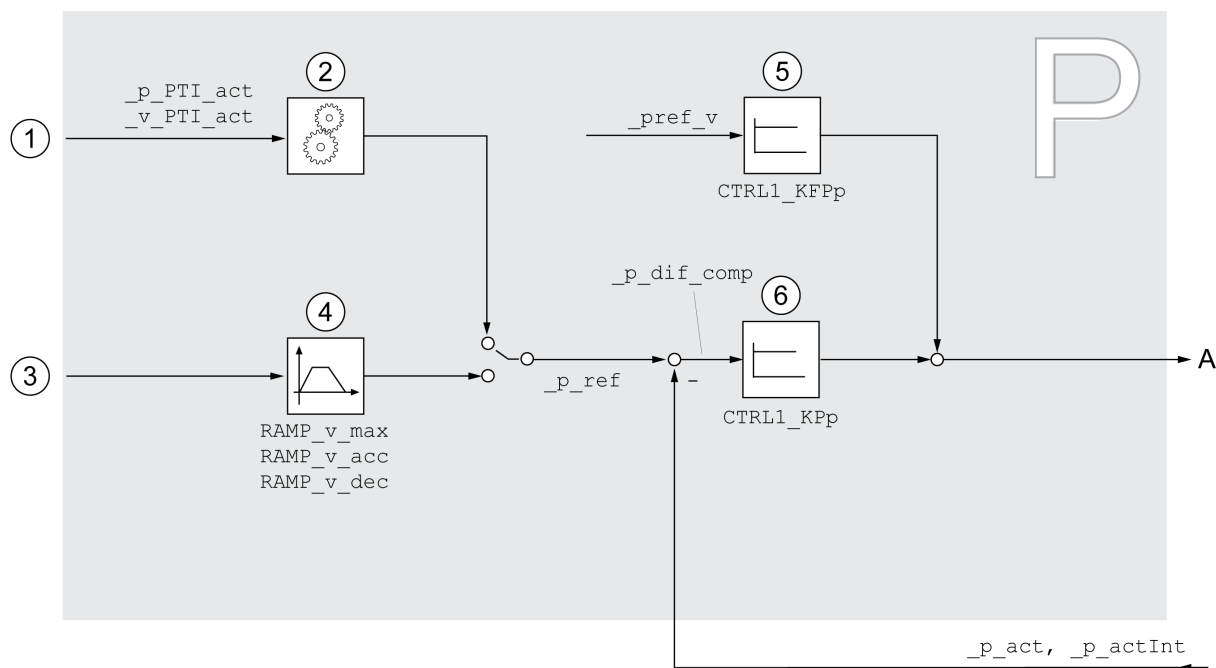 P
2
5
_p_PTI_act
_v_PTI_act
1
_pref_v
CTRL1_KFPp
_p_dif_comp
4
6
3
_p_ref
-
A
CTRL1_KPp
RAMP_v_max
RAMP_v_acc
RAMP_v_dec
_p_act, _p_actInt